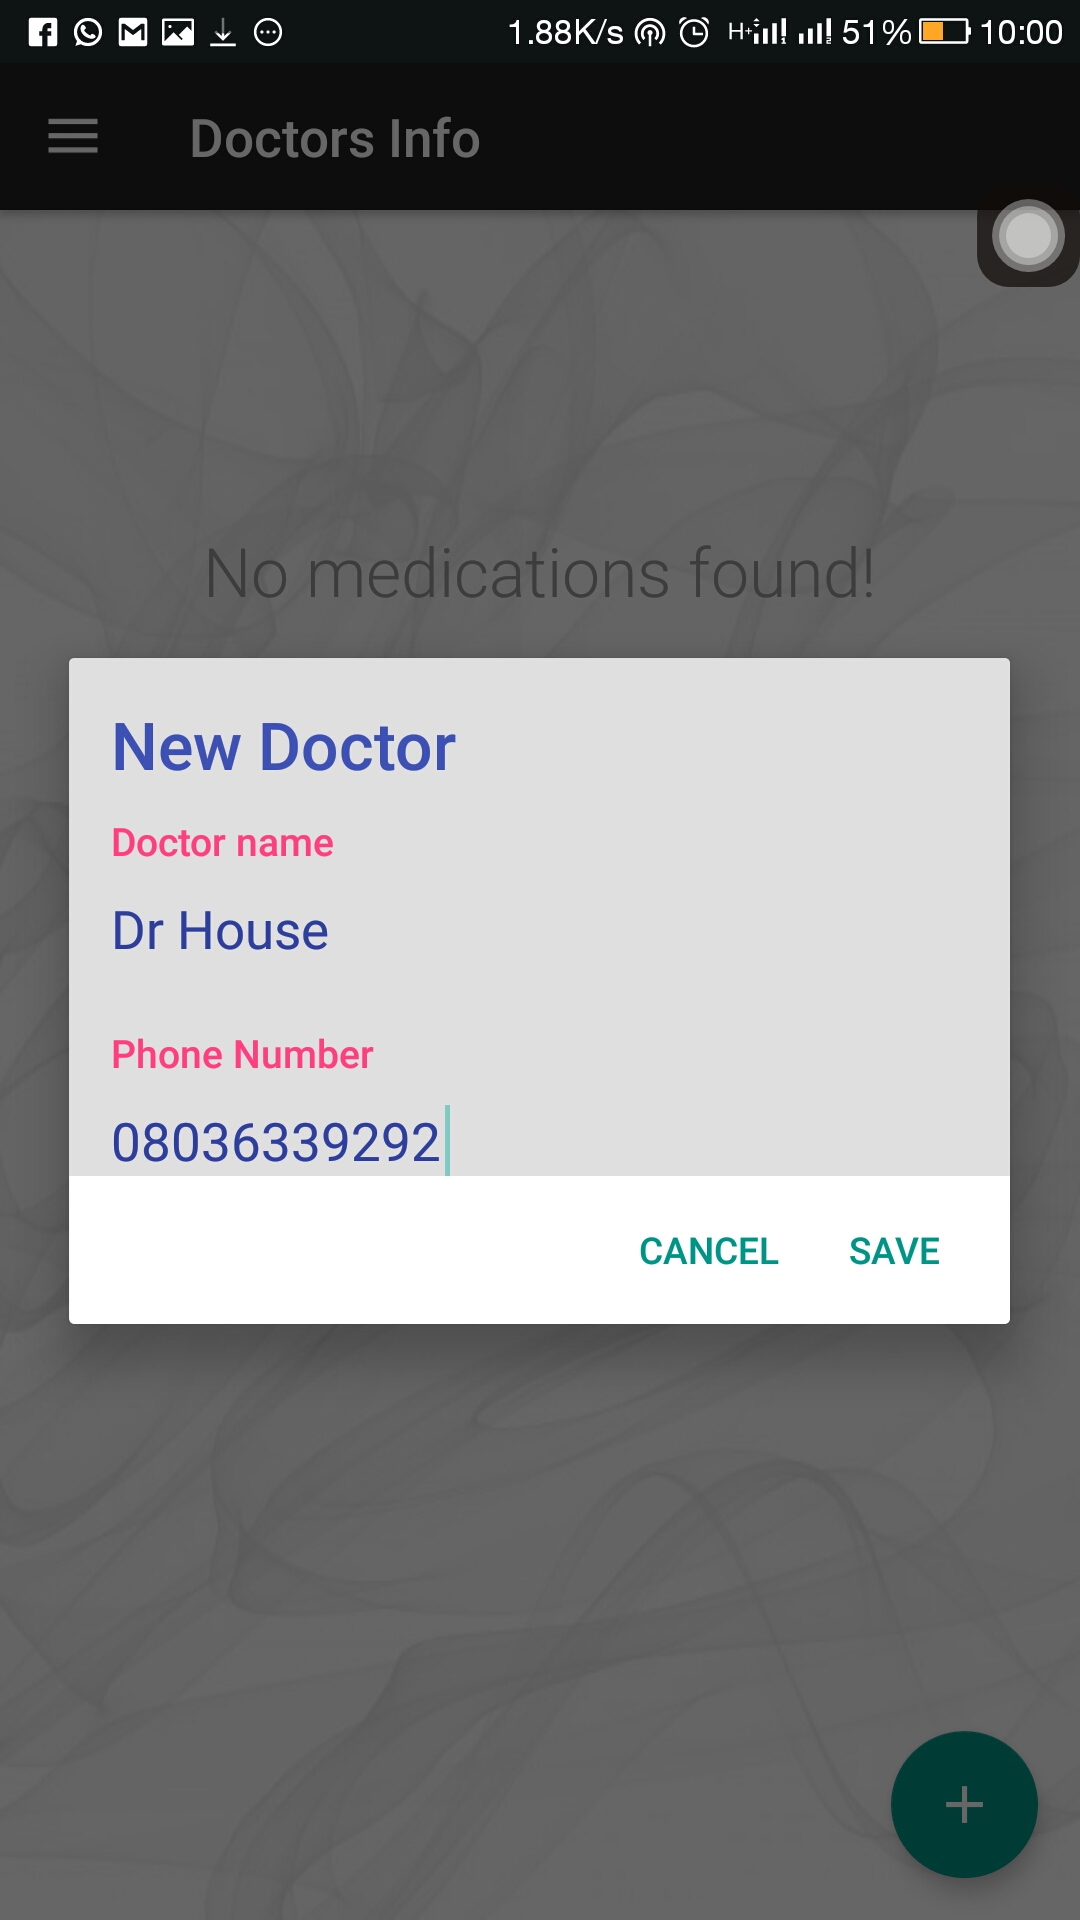 1.88K/s H+ 51% 10:00
Doctors Info
No medications found!
New Doctor
Doctor name
Dr House
Phone Number
08036339292
CANCEL SAVE